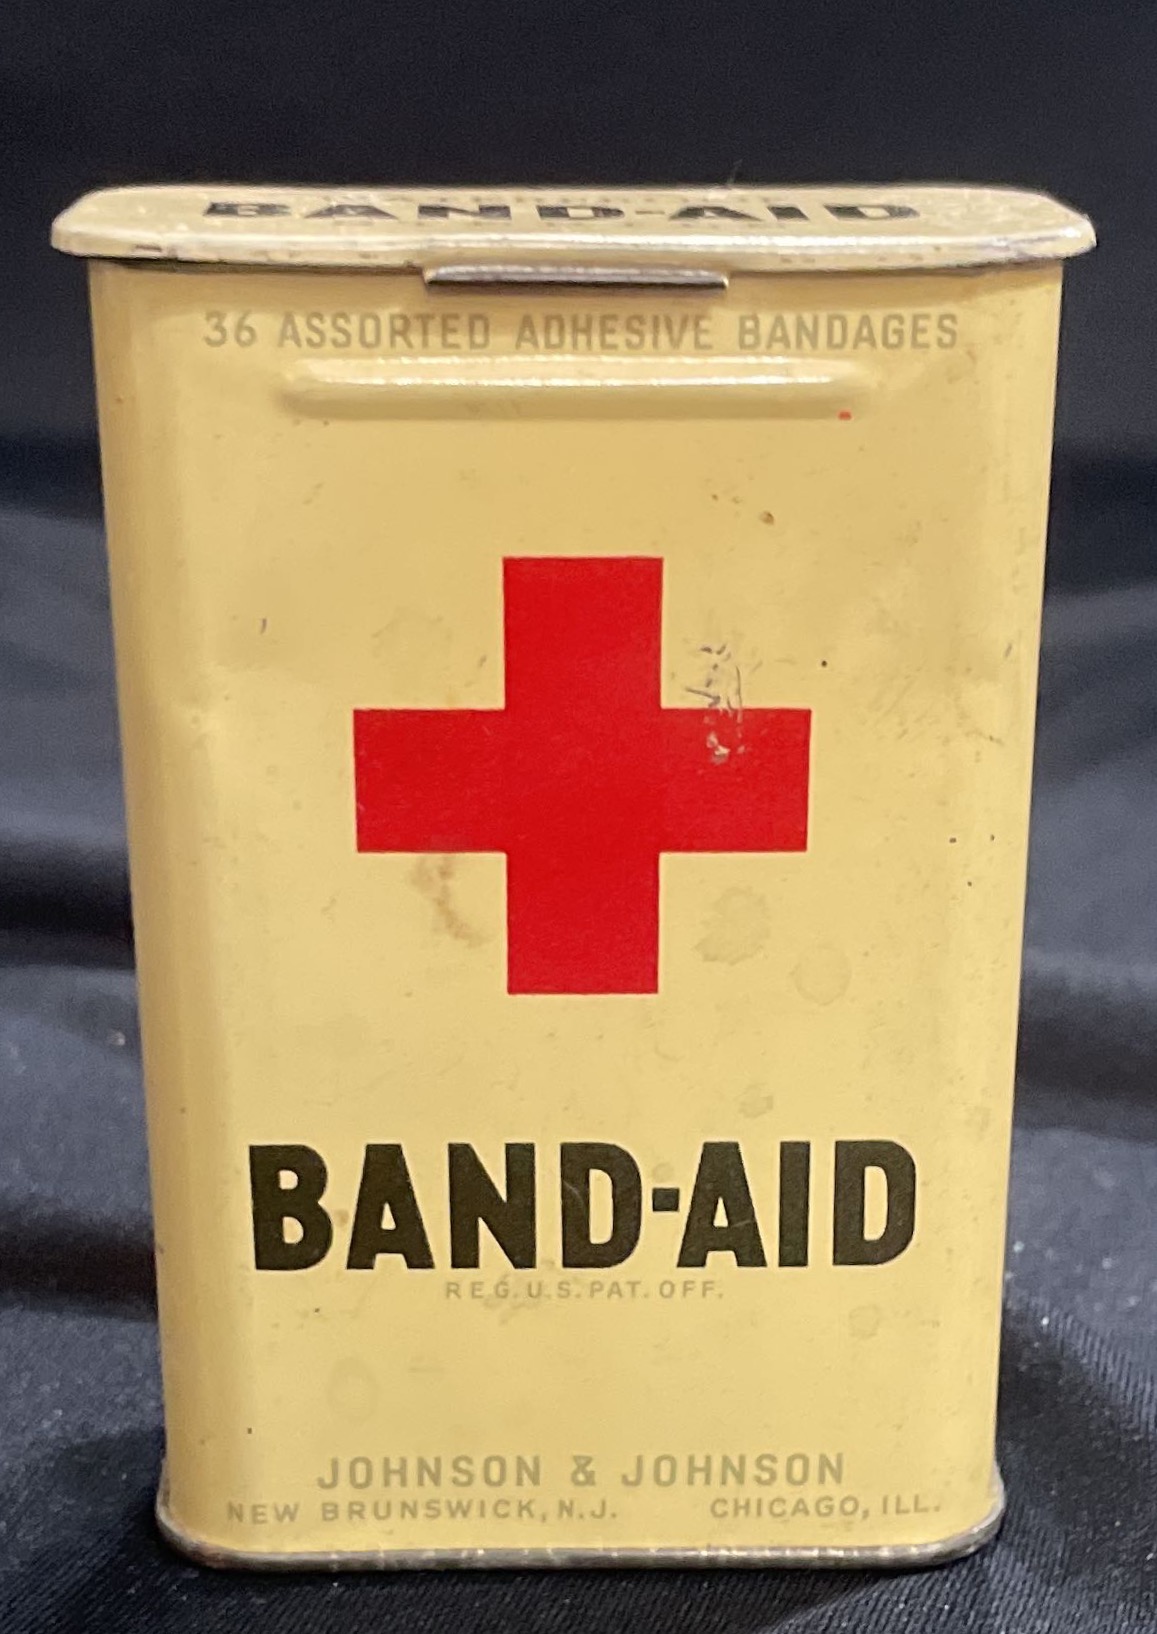 BAND-AID
36 ASSORTED ADHESIVE BANDAGES
BAND-AID
REG. U.S. PAT. OFF.
JOHNSON & JOHNSON
NEW BRUNSWICK, N.J. CHICAGO, ILL.